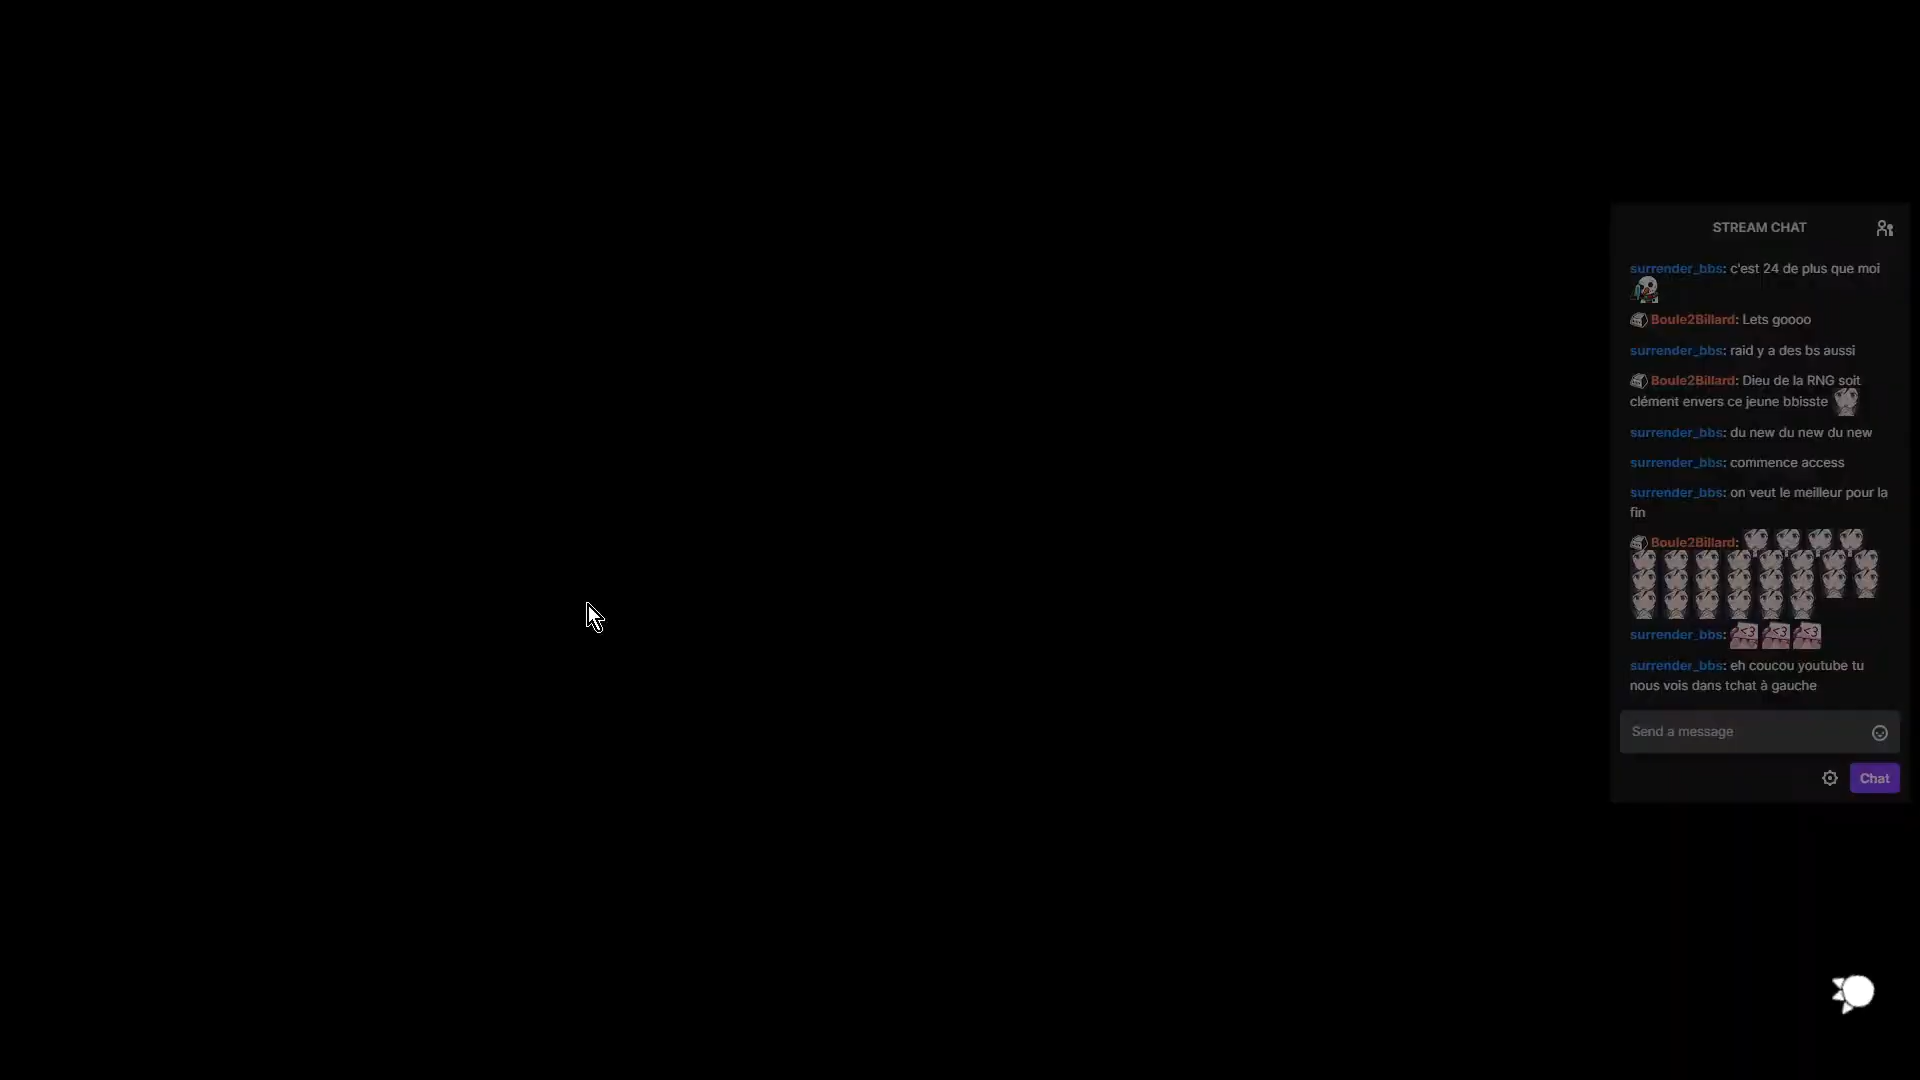 STREAM CHAT
surrender_bbs: c'est 24 de plus que moi
Boule2Billard: Lets goooo
surrender_bbs: raid y a des bs aussi
Boule2Billard: Dieu de la RNG soit
clément envers ce jeune bbisste
surrender_bbs: du new du new du new
surrender_bbs: commence access
surrender_bbs: on veut le meilleur pour la
fin
Boule2Billard:
surrender_bbs: <3 <3 <3
surrender_bbs: eh coucou youtube tu
nous vois dans tchat à gauche
Send a message
Chat